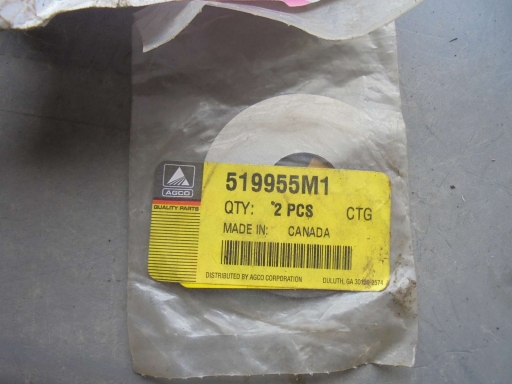 519955M1
AGCO
QUALITY PARTS
QTY: 2 PCS CTG
MADE IN: CANADA
DISTRIBUTED BY AGCO CORPORATION DULUTH, GA